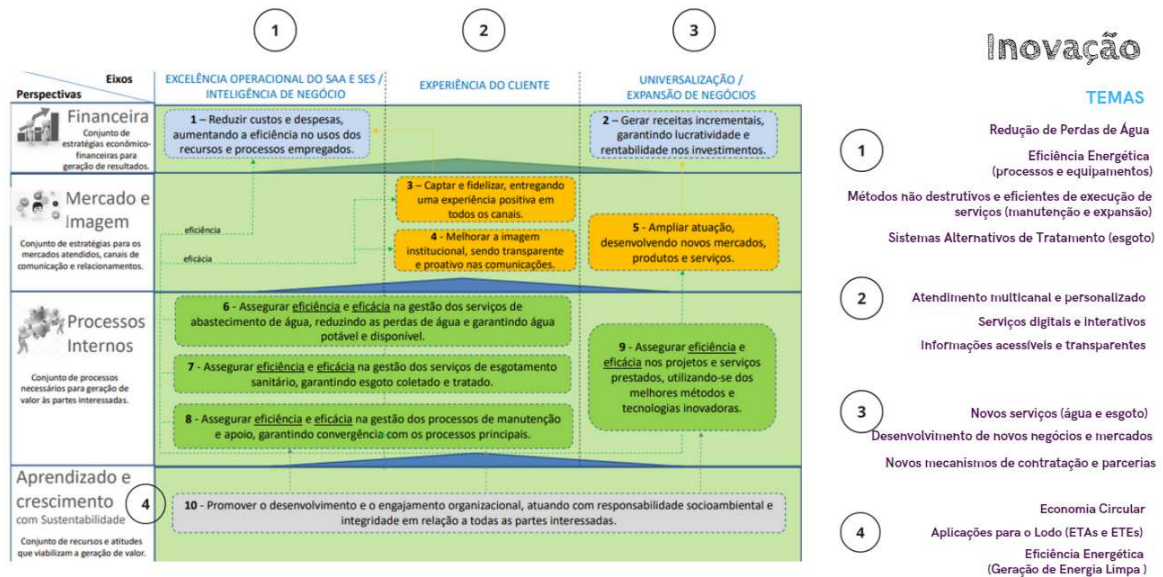 1
2
3
Inovação
Eixos
Perspectivas
EXCELÊNCIA OPERACIONAL DO SAA E SES /
INTELIGÊNCIA DE NEGÓCIO
EXPERIÊNCIA DO CLIENTE
UNIVERSALIZAÇÃO /
EXPANSÃO DE NEGÓCIOS
Financeira
Conjunto de
estratégias econômico-
financeiras para
geração de resultados.
1 – Reduzir custos e despesas,
aumentando a eficiência no usos dos
recursos e processos empregados.
2 – Gerar receitas incrementais,
garantindo lucratividade e
rentabilidade nos investimentos.
Mercado e
Imagem
Conjunto de estratégias para os
mercados atendidos, canais de
comunicação e relacionamentos.
eficiência
eficácia
3 – Captar e fidelizar, entregando
uma experiência positiva em
todos os canais.
4 – Melhorar a imagem
institucional, sendo transparente
e proativo nas comunicações.
5 – Ampliar atuação,
desenvolvendo novos mercados,
produtos e serviços.
Processos
Internos
Conjunto de processos
necessários para geração de
valor às partes interessadas.
6 - Assegurar eficiência e eficácia na gestão dos serviços de
abastecimento de água, reduzindo as perdas de água e garantindo água
potável e disponível.
7 - Assegurar eficiência e eficácia na gestão dos serviços de esgotamento
sanitário, garantindo esgoto coletado e tratado.
8 - Assegurar eficiência e eficácia na gestão dos processos de manutenção
e apoio, garantindo convergência com os processos principais.
9 - Assegurar eficiência e
eficácia nos projetos e serviços
prestados, utilizando-se dos
melhores métodos e
tecnologias inovadoras.
Aprendizado e
crescimento
com Sustentabilidade
Conjunto de recursos e atitudes
que viabilizam a geração de valor.
4
10 - Promover o desenvolvimento e o engajamento organizacional, atuando com responsabilidade socioambiental e
integridade em relação a todas as partes interessadas.
TEMAS
1
Redução de Perdas de Água
Eficiência Energética
(processos e equipamentos)
Métodos não destrutivos e eficientes de execução de
serviços (manutenção e expansão)
Sistemas Alternativos de Tratamento (esgoto)
2
Atendimento multicanal e personalizado
Serviços digitais e interativos
Informações acessíveis e transparentes
3
Novos serviços (água e esgoto)
Desenvolvimento de novos negócios e mercados
Novos mecanismos de contratação e parcerias
4
Economia Circular
Aplicações para o Lodo (ETAs e ETEs)
Eficiência Energética
(Geração de Energia Limpa )